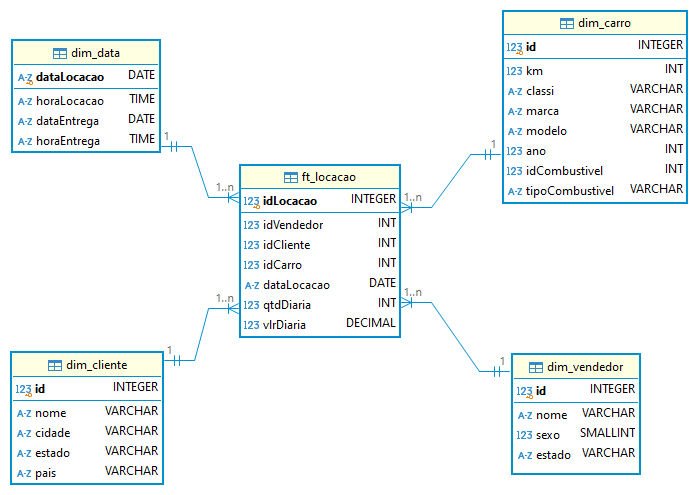 dim_data
dataLocacao DATE
horaLocacao TIME
dataEntrega DATE
horaEntrega TIME
dim_carro
123 id INTEGER
123 km INT
A-Z classi VARCHAR
A-Z marca VARCHAR
A-Z modelo VARCHAR
123 ano INT
123 idCombustivel INT
A-Z tipoCombustivel VARCHAR
1
1..n
1
1..n
ft_locacao
123 idLocacao INTEGER
123 idVendedor INT
123 idCliente INT
123 idCarro INT
A-Z dataLocacao DATE
123 qtdDiaria INT
123 vlrDiaria DECIMAL
1..n
1
1..n
1
dim_cliente
123 id INTEGER
A-Z nome VARCHAR
A-Z cidade VARCHAR
A-Z estado VARCHAR
A-Z pais VARCHAR
dim_vendedor
123 id INTEGER
A-Z nome VARCHAR
123 sexo SMALLINT
A-Z estado VARCHAR